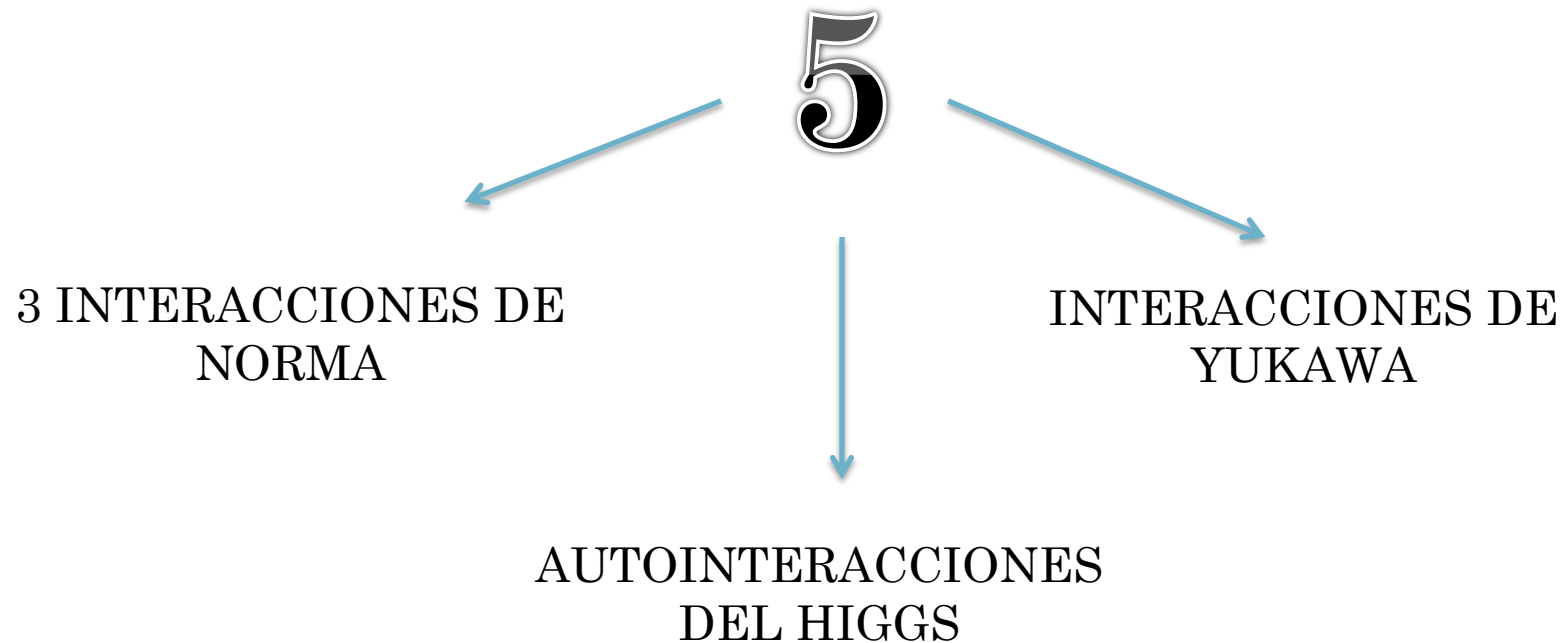 5
3 INTERACCIONES DE
NORMA
INTERACCIONES DE
YUKAWA
AUTOINTERACCIONES
DEL HIGGS